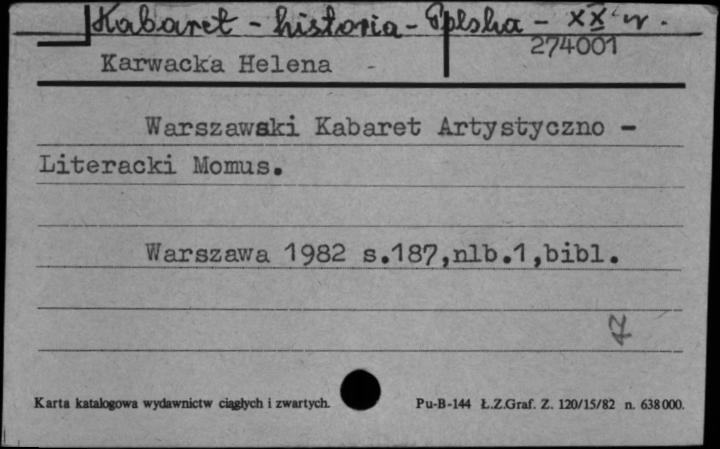 Kabaret - historia - Polska - XX w.
274001
Karwacka Helena -
Warszawski Kabaret Artystyczno -
Literacki Momus.
Warszawa 1982 s.187,nlb.1,bibl.
7
Karta katalogowa wydawnictw ciągłych i zwartych.
Pu-B-144 Ł.Z.Graf. Z. 120/15/82 n. 638000.